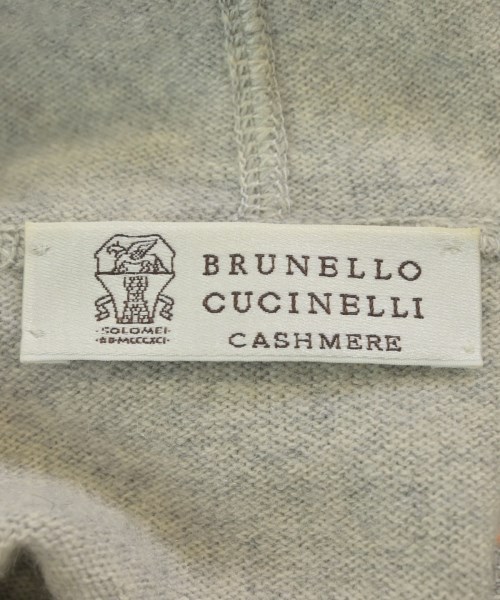 BRUNELLO
CUCINELLI
CASHMERE
·SOLOMEI·
·AD·MCCCXCI·